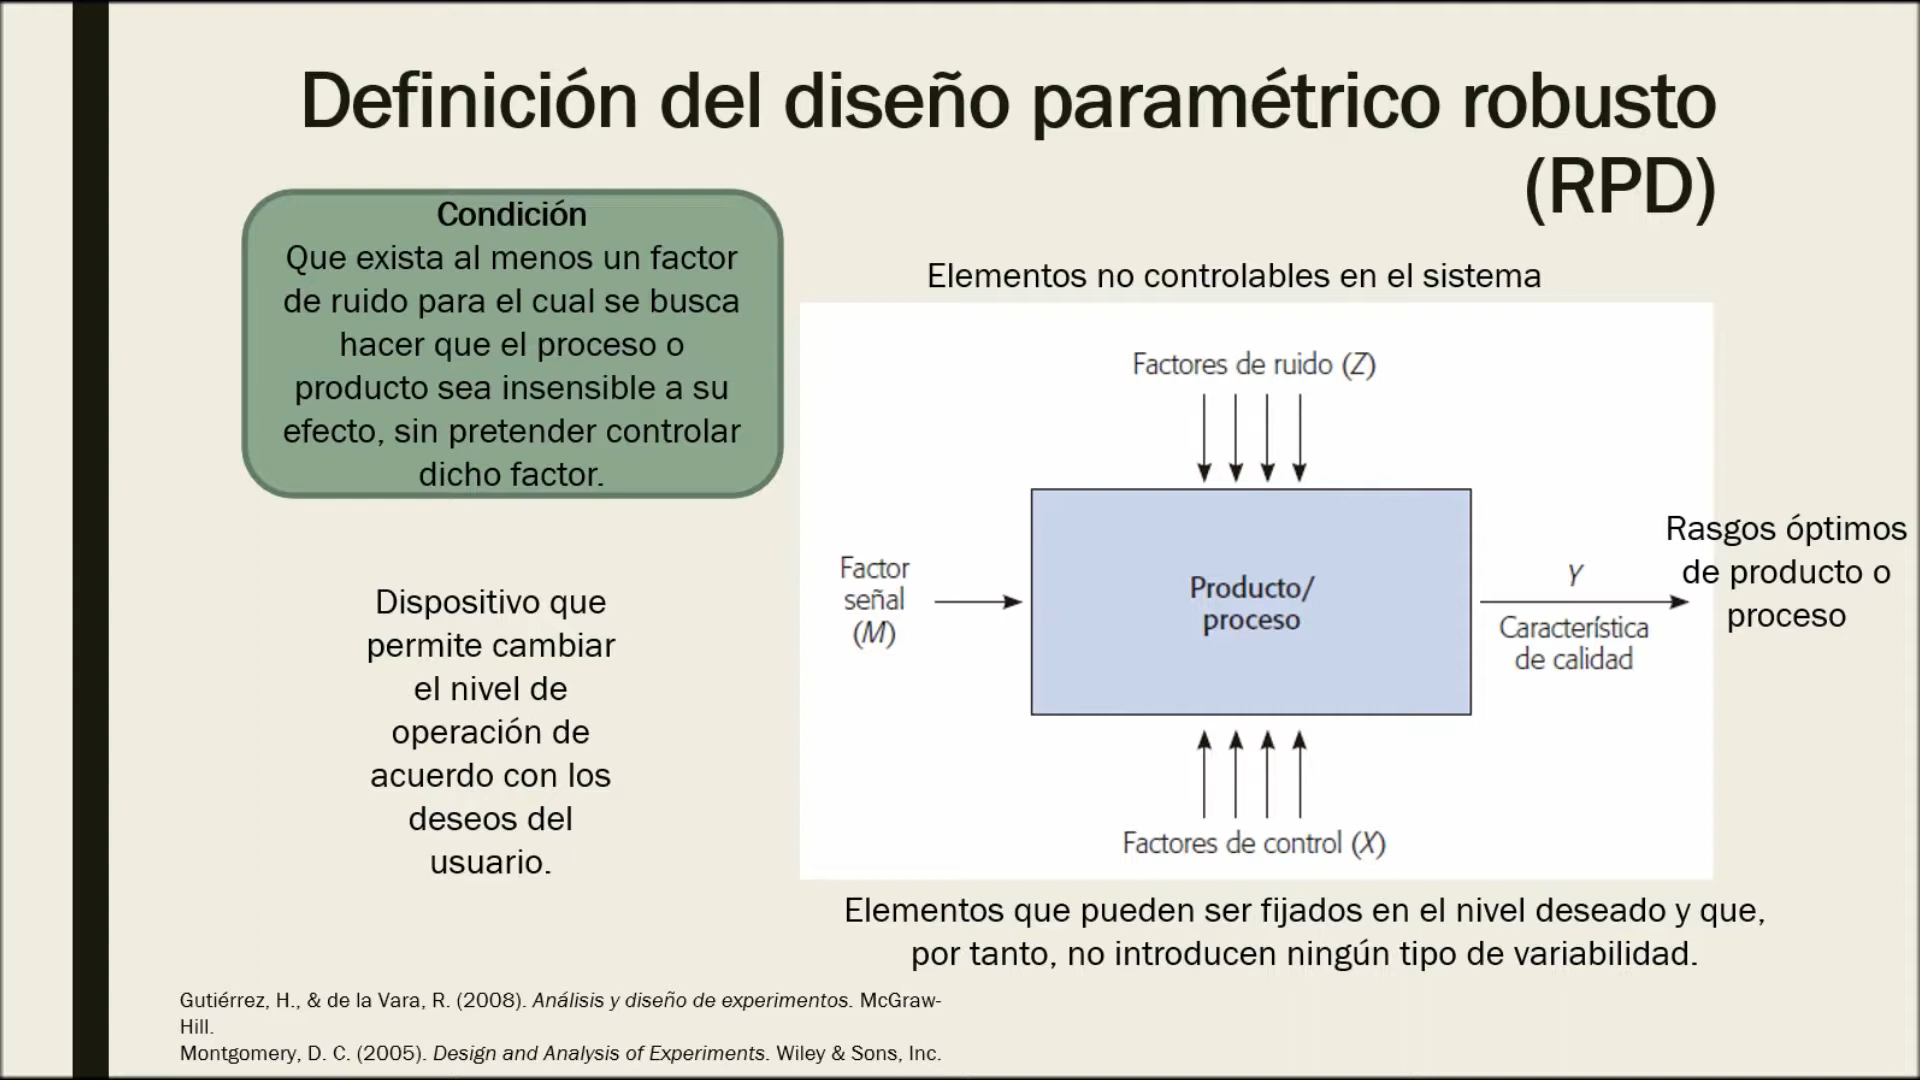 Definición del diseño paramétrico robusto
(RPD)
Condición
Que exista al menos un factor
de ruido para el cual se busca
hacer que el proceso o
producto sea insensible a su
efecto, sin pretender controlar
dicho factor.
Elementos no controlables en el sistema
Factores de ruido (Z)
Dispositivo que
permite cambiar
el nivel de
operación de
acuerdo con los
deseos del
usuario.
Factor
señal
(M)
Producto/
proceso
Y
Característica
de calidad
Rasgos óptimos
de producto o
proceso
Factores de control (X)
Elementos que pueden ser fijados en el nivel deseado y que,
por tanto, no introducen ningún tipo de variabilidad.
Gutiérrez, H., & de la Vara, R. (2008). Análisis y diseño de experimentos. McGraw-
Hill.
Montgomery, D. C. (2005). Design and Analysis of Experiments. Wiley & Sons, Inc.